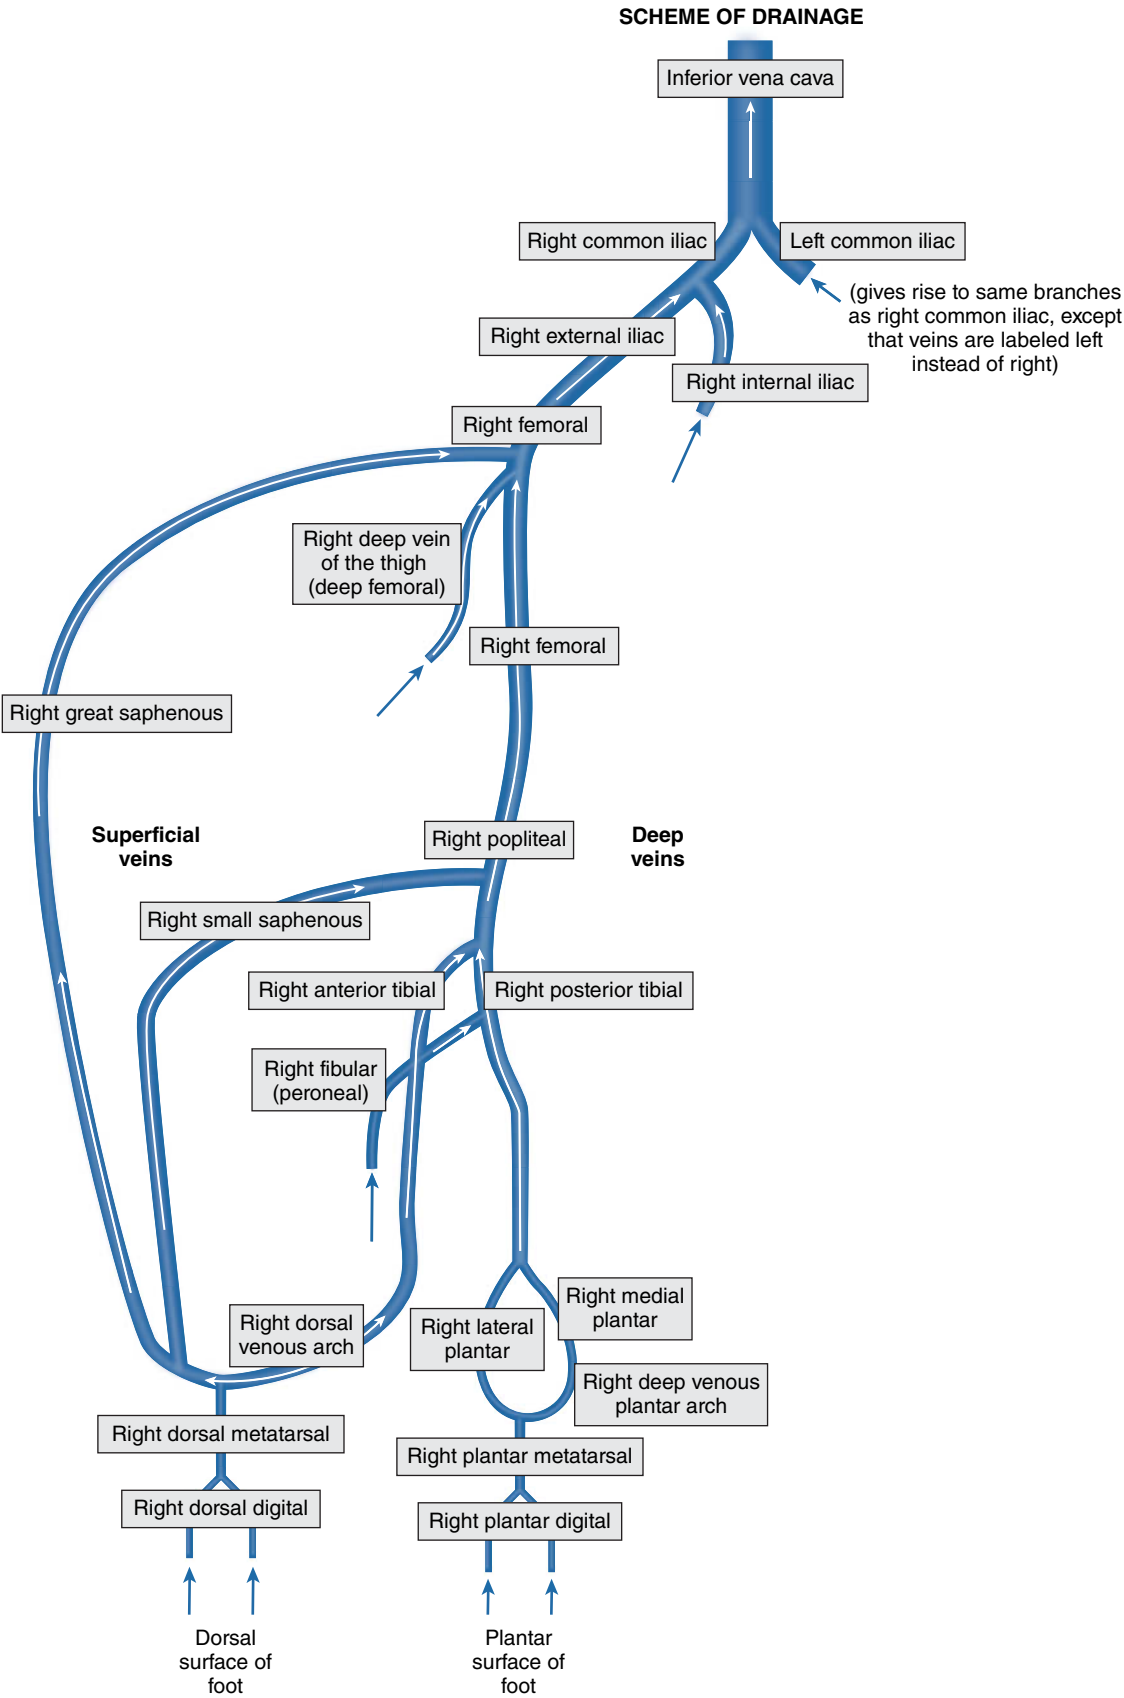 SCHEME OF DRAINAGE
Inferior vena cava
Right common iliac
Left common iliac
(gives rise to same branches
as right common iliac, except
that veins are labeled left
instead of right)
Right external iliac
Right internal iliac
Right femoral
Right deep vein
of the thigh
(deep femoral)
Right femoral
Right great saphenous
Superficial
veins
Right popliteal
Deep
veins
Right small saphenous
Right anterior tibial
Right posterior tibial
Right fibular
(peroneal)
Right medial
plantar
Right dorsal
venous arch
Right lateral
plantar
Right deep venous
plantar arch
Right dorsal metatarsal
Right plantar metatarsal
Right dorsal digital
Right plantar digital
Dorsal
surface of
foot
Plantar
surface of
foot